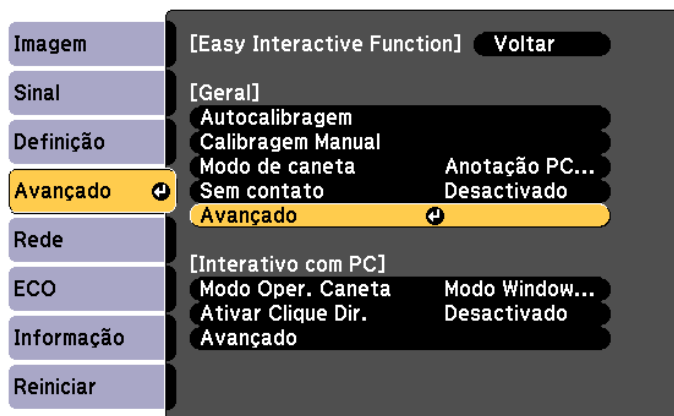 Imagem
Sinal
Definição
Avançado
Rede
ECO
Informação
Reiniciar
[Easy Interactive Function] Voltar
[Geral]
Autocalibragem
Calibragem Manual
Modo de caneta Anotação PC...
Sem contato Desactivado
Avançado
[Interativo com PC]
Modo Oper. Caneta Modo Window...
Ativar Clique Dir. Desactivado
Avançado